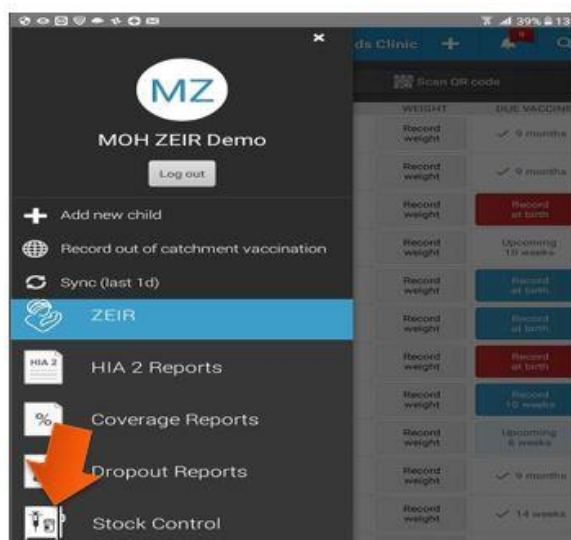 39% 13
×
ds Clinic +
MZ
Scan QR code
MOH ZEIR Demo
WEIGHT DUE VACCINE
Log out
Record weight
9 months
Record weight
9 months
Add new child
Record weight
Record at birth
Record out of catchment vaccination
Record weight
Upcoming 10 weeks
Sync (last 1d)
Record weight
Record at birth
ZEIR
Record weight
Record at birth
HIA 2
HIA 2 Reports
Record weight
Record at birth
Record weight
Record 10 weeks
%
Coverage Reports
Record weight
Upcoming 6 weeks
Dropout Reports
Record weight
9 months
Stock Control
Record weight
14 weeks